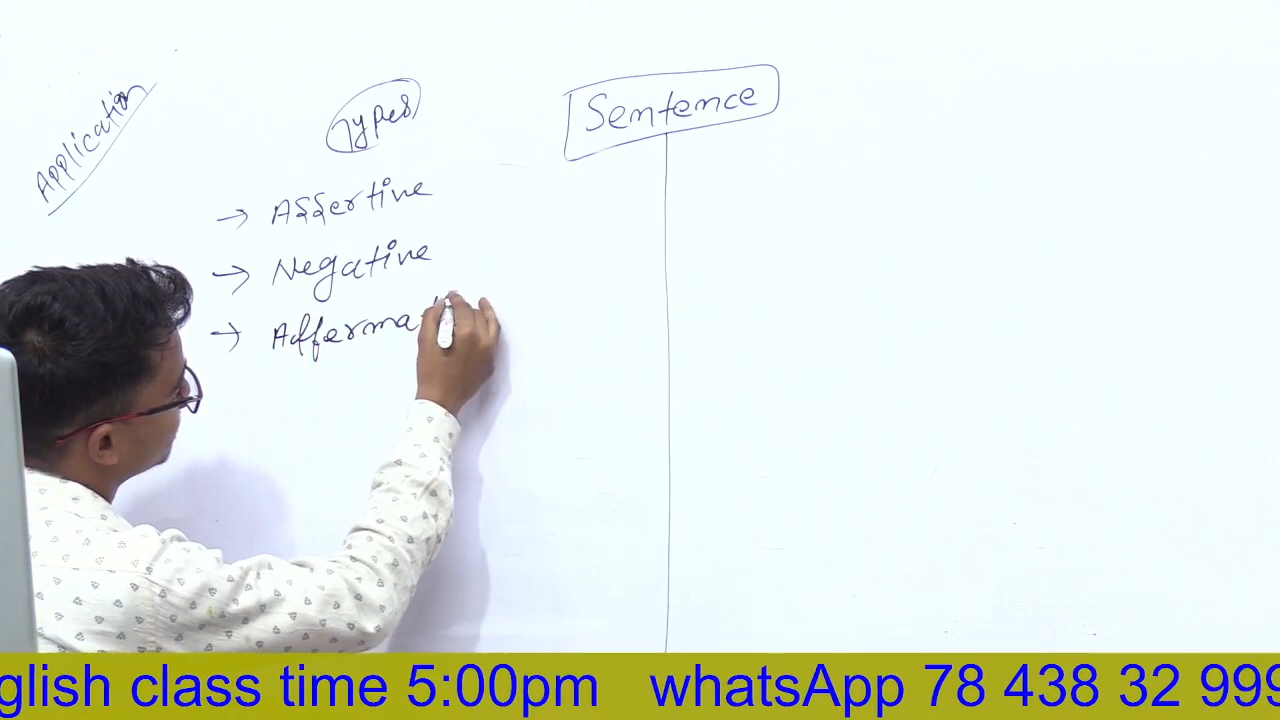 Application
Types
Sentence
→ Assertive
→ Negative
→ Afferma
glish class time 5:00pm whatsApp 78 438 32 999